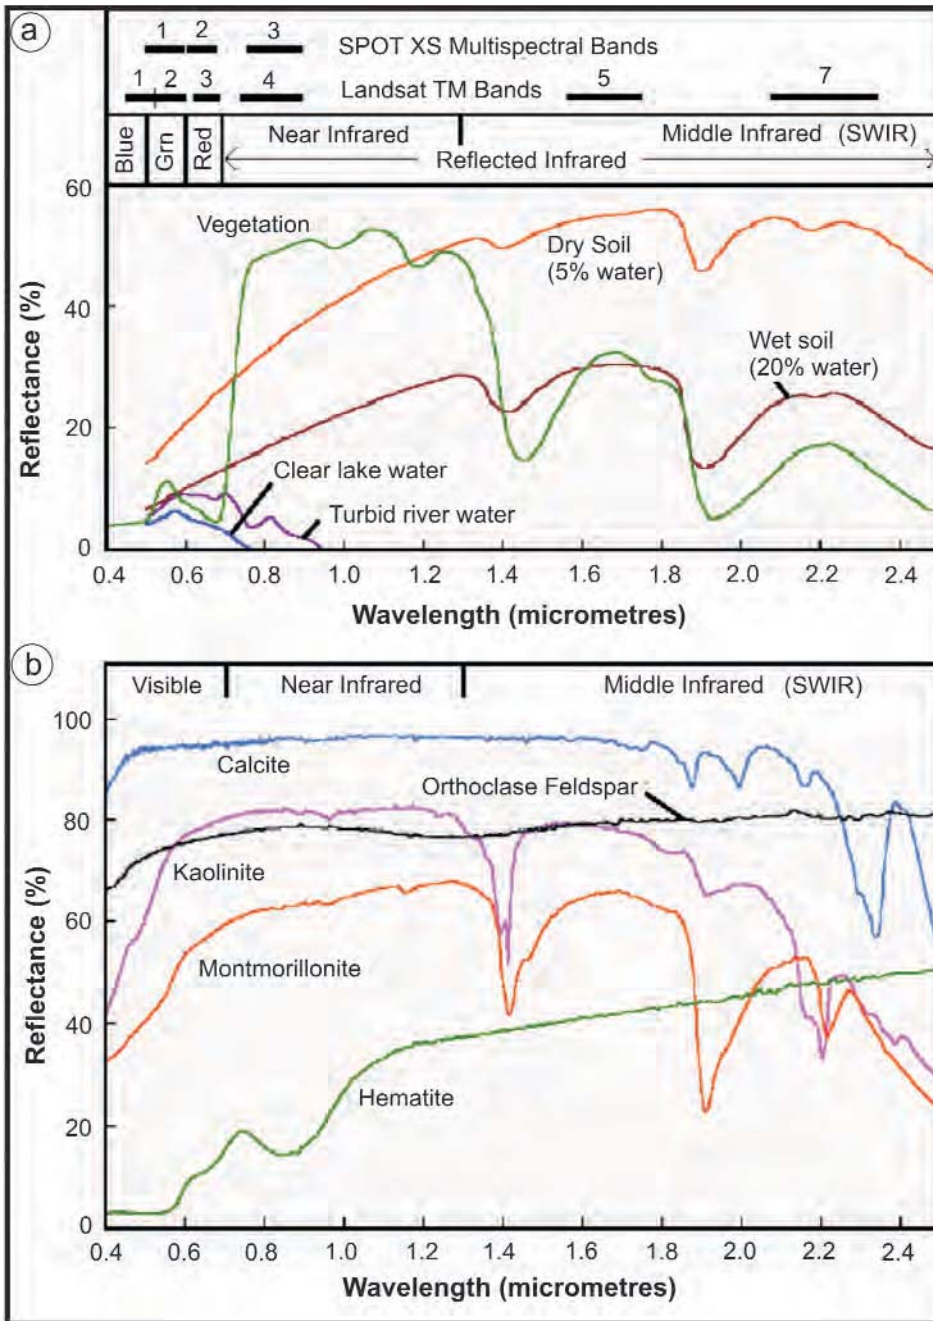 a
1 2 3
SPOT XS Multispectral Bands
1 2 3 4 5 7
Landsat TM Bands
Blue Grn Red Near Infrared Middle Infrared (SWIR)
Reflected Infrared
60
40
20
0
Reflectance (%)
Vegetation
Dry Soil
(5% water)
Wet soil
(20% water)
Clear lake water
Turbid river water
0.4 0.6 0.8 1.0 1.2 1.4 1.6 1.8 2.0 2.2 2.4
Wavelength (micrometres)
b
Visible Near Infrared Middle Infrared (SWIR)
100
80
60
40
20
0
Reflectance (%)
Calcite
Orthoclase Feldspar
Kaolinite
Montmorillonite
Hematite
0.4 0.6 0.8 1.0 1.2 1.4 1.6 1.8 2.0 2.2 2.4
Wavelength (micrometres)